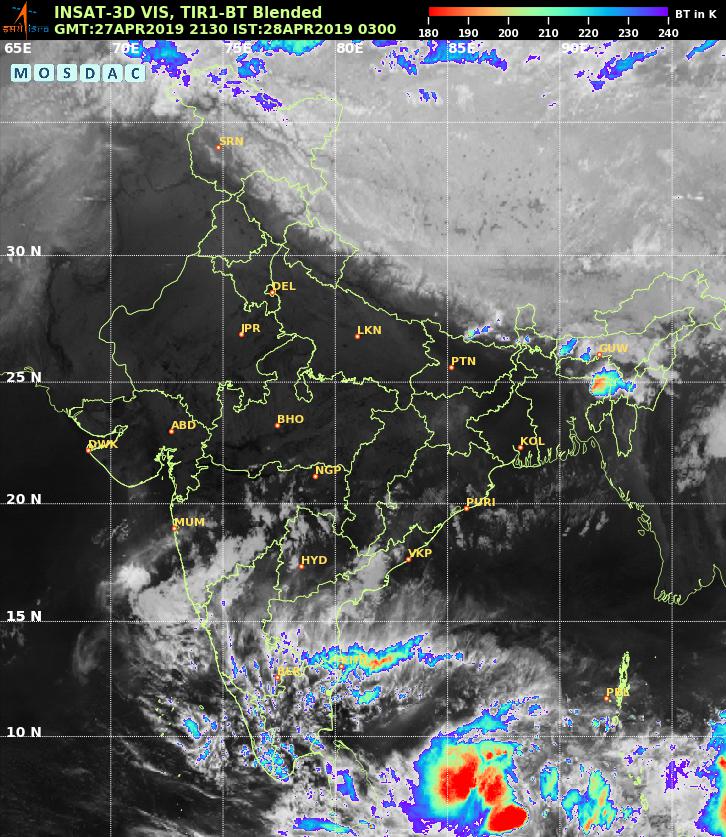 INSAT-3D VIS, TIR1-BT Blended
GMT:27APR2019 2130 IST:28APR2019 0300
BT in K
180 190 200 210 220 230 240
65E 70E 75E 80E 85E 90E
MOSDAC
SRN
30 N
DEL
JPR
LKN
GUW
PTN
25 N
ABD
BHO
DWK
KOL
NGP
20 N
PURI
MUM
VKP
HYD
15 N
PBL
10 N